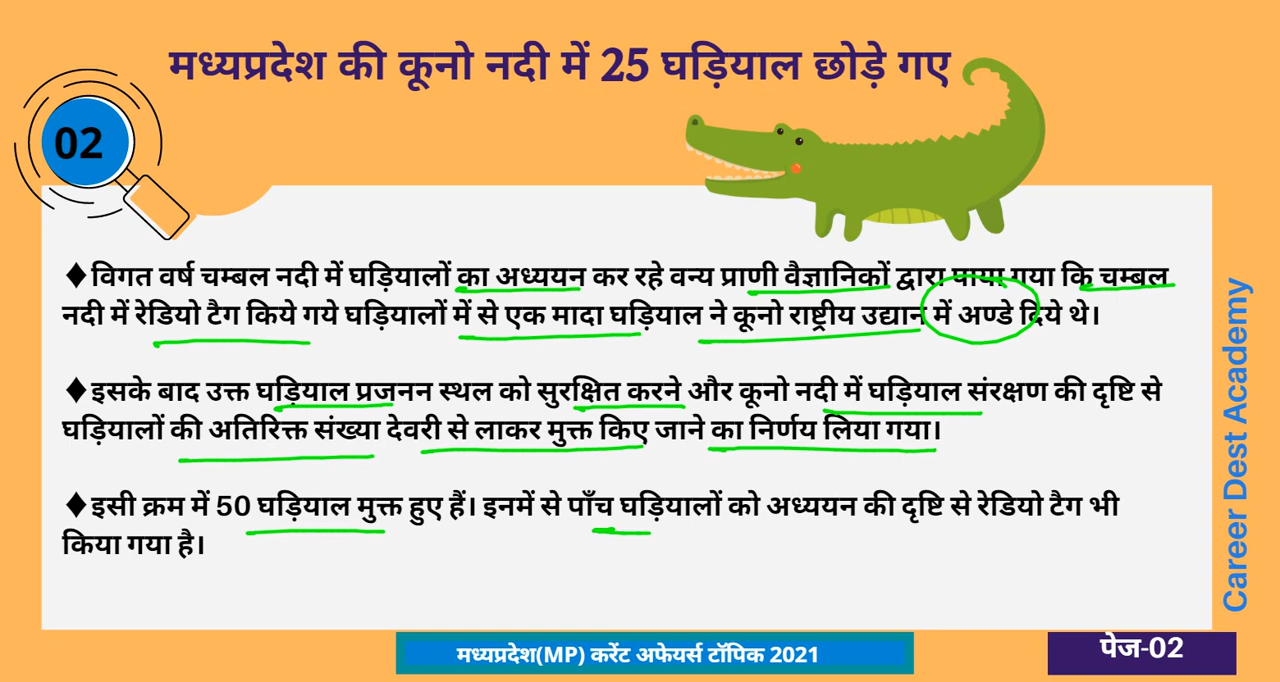 मध्यप्रदेश की कूनो नदी में 25 घड़ियाल छोड़े गए
02
♦विगत वर्ष चम्बल नदी में घड़ियालों का अध्ययन कर रहे वन्य प्राणी वैज्ञानिकों द्वारा पाया गया कि चम्बल
नदी में रेडियो टैग किये गये घड़ियालों में से एक मादा घड़ियाल ने कूनो राष्ट्रीय उद्यान में अण्डे दिये थे।
♦इसके बाद उक्त घड़ियाल प्रजनन स्थल को सुरक्षित करने और कूनो नदी में घड़ियाल संरक्षण की दृष्टि से
घड़ियालों की अतिरिक्त संख्या देवरी से लाकर मुक्त किए जाने का निर्णय लिया गया।
♦इसी क्रम में 50 घड़ियाल मुक्त हुए हैं। इनमें से पाँच घड़ियालों को अध्ययन की दृष्टि से रेडियो टैग भी
किया गया है।
Career Dest Academy
मध्यप्रदेश(MP) करेंट अफेयर्स टॉपिक 2021
पेज-02